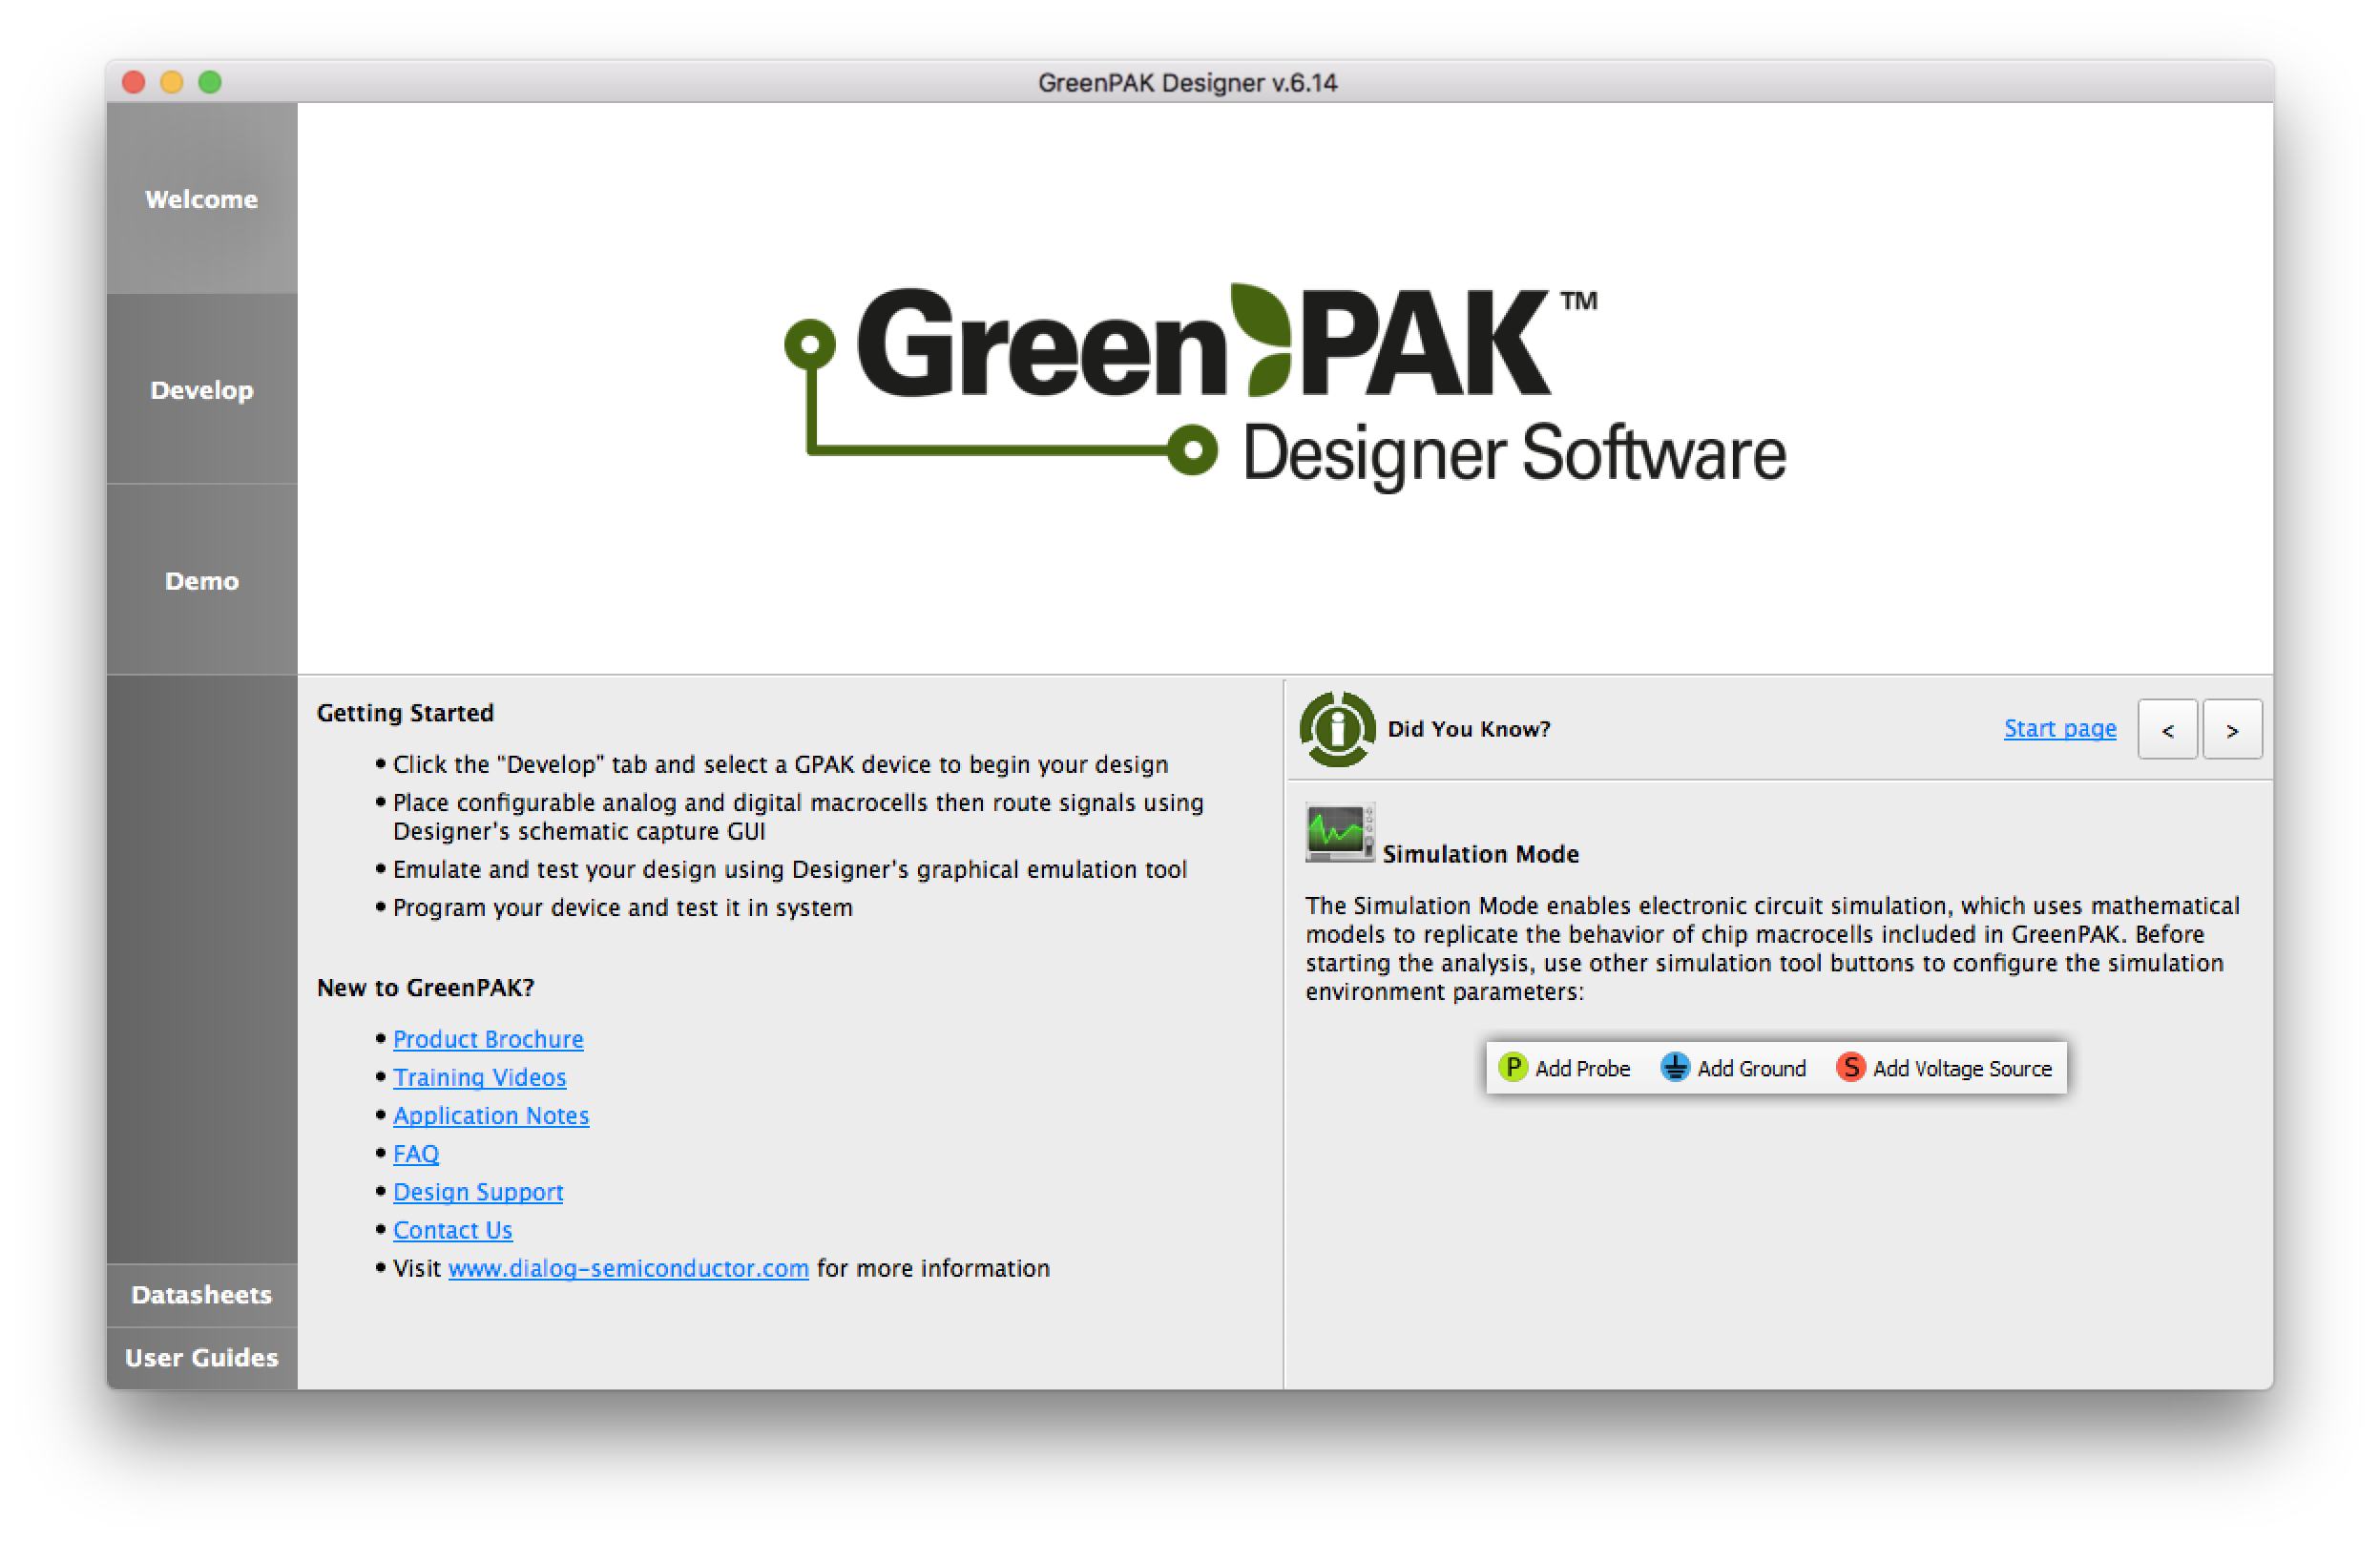 GreenPAK Designer v.6.14
Welcome
Develop
Demo
Datasheets
User Guides
Green PAK™
Designer Software
Getting Started
• Click the "Develop" tab and select a GPAK device to begin your design
• Place configurable analog and digital macrocells then route signals using
Designer's schematic capture GUI
• Emulate and test your design using Designer's graphical emulation tool
• Program your device and test it in system
New to GreenPAK?
• Product Brochure
• Training Videos
• Application Notes
• FAQ
• Design Support
• Contact Us
• Visit www.dialog-semiconductor.com for more information
i Did You Know?
Start page < >
Simulation Mode
The Simulation Mode enables electronic circuit simulation, which uses mathematical
models to replicate the behavior of chip macrocells included in GreenPAK. Before
starting the analysis, use other simulation tool buttons to configure the simulation
environment parameters:
P Add Probe Add Ground S Add Voltage Source